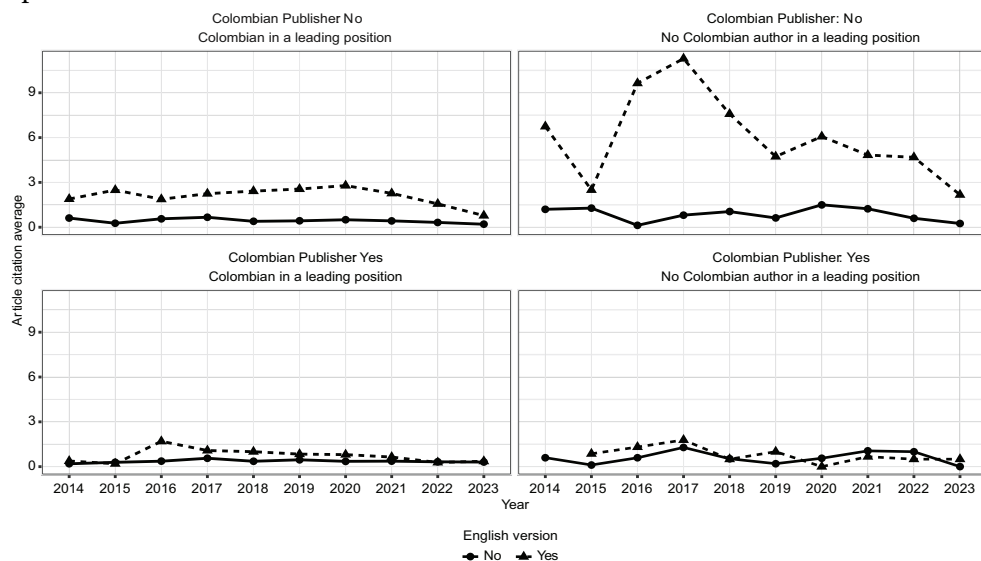 Colombian Publisher No
Colombian in a leading position
Colombian Publisher: No
No Colombian author in a leading position
9
6
3
0
Colombian Publisher Yes
Colombian in a leading position
Colombian Publisher: Yes
No Colombian author in a leading position
Article citation average
9
6
3
0
2014 2015 2016 2017 2018 2019 2020 2021 2022 2023
2014 2015 2016 2017 2018 2019 2020 2021 2022 2023
Year
English version
No Yes